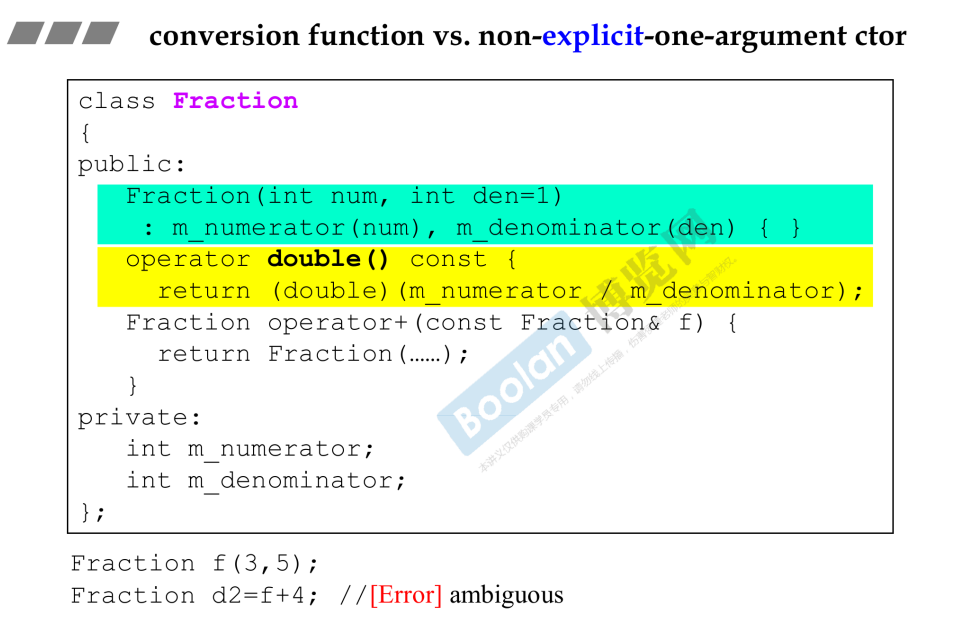 conversion function vs. non-explicit-one-argument ctor
class Fraction
{
public:
Fraction(int num, int den=1)
: m_numerator(num), m_denominator(den) { }
operator double() const {
return (double)(m_numerator / m_denominator);
Fraction operator+(const Fraction& f) {
return Fraction(……);
}
private:
int m_numerator;
int m_denominator;
};
Fraction f(3,5);
Fraction d2=f+4; //[Error] ambiguous
Boolan 博览网